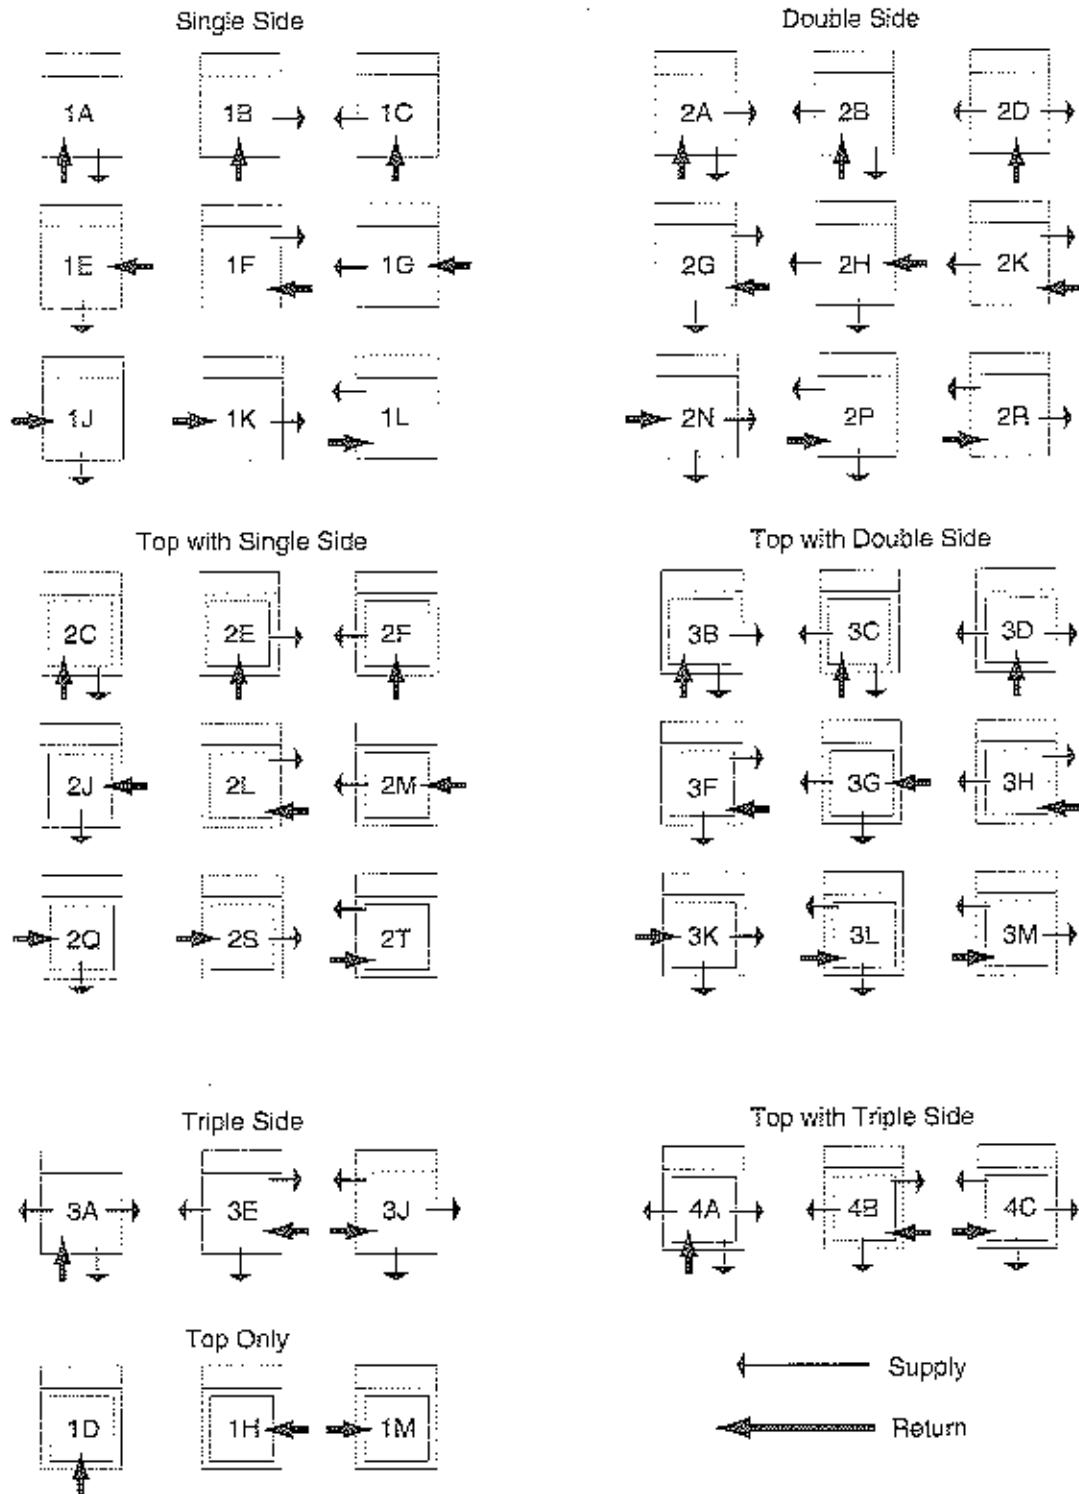 Single Side
1A 1B 1C
1E 1F 1G
1J 1K 1L
Double Side
2A 2B 2D
2G 2H 2K
2N 2P 2R
Top with Single Side
2C 2E 2F
2J 2L 2M
2Q 2S 2T
Top with Double Side
3B 3C 3D
3F 3G 3H
3K 3L 3M
Triple Side
3A 3E 3J
Top with Triple Side
4A 4B 4C
Top Only
1D 1H 1M
Supply
Return